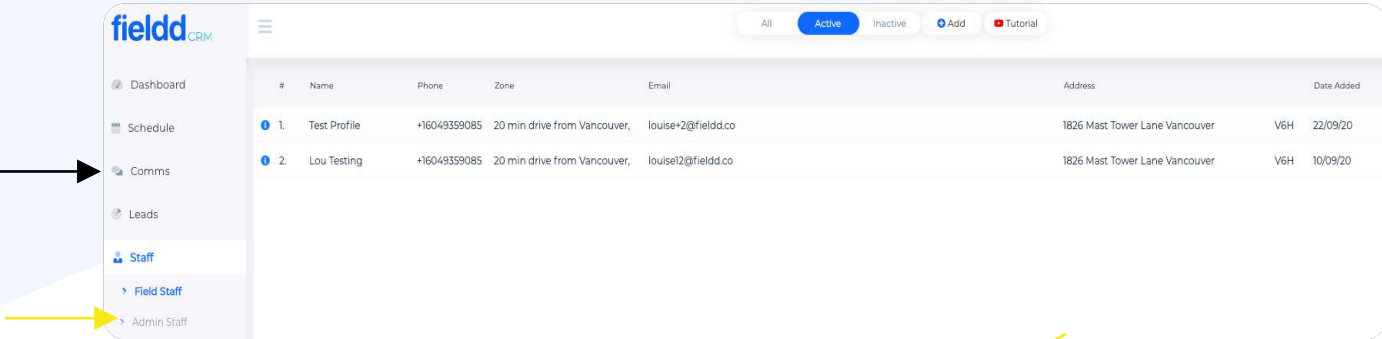 fieldd CRM
All Active Inactive Add Tutorial
Dashboard
Schedule
Comms
Leads
Staff
Field Staff
Admin Staff
# Name Phone Zone Email Address Date Added
1. Test Profile +16049359085 20 min drive from Vancouver, louise+2@fieldd.co 1826 Mast Tower Lane Vancouver V6H 22/09/20
2. Lou Testing +16049359085 20 min drive from Vancouver, louise12@fieldd.co 1826 Mast Tower Lane Vancouver V6H 10/09/20